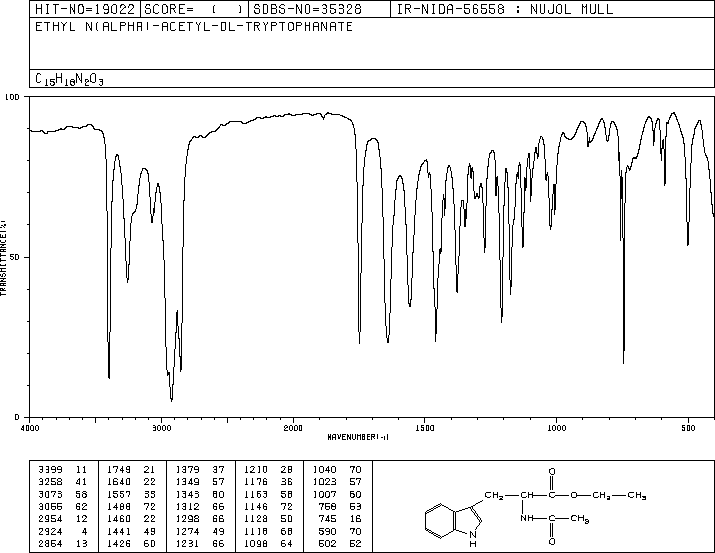 HIT-NO=19022 SCORE= ( ) SDBS-NO=35328 IR-NIDA-56558 : NUJOL MULL
ETHYL N(ALPHA)-ACETYL-DL-TRYPTOPHANATE
C15H18N2O3
100
50
0
TRANSMITTANCE(%)
4000 3000 2000 1500 1000 500
WAVENUMBER(-1)
3399 11 1749 21 1379 37 1210 28 1040 70
3258 41 1640 22 1349 57 1176 36 1023 57
3073 58 1557 33 1343 60 1163 58 1007 60
3055 62 1488 72 1312 66 1146 72 758 53
2954 12 1460 22 1298 66 1128 50 745 16
2924 4 1441 49 1274 49 1118 68 590 70
2854 13 1426 60 1231 66 1098 64 502 52
O
CH2 CH C O CH2 CH3
NH C CH3
O
N
H